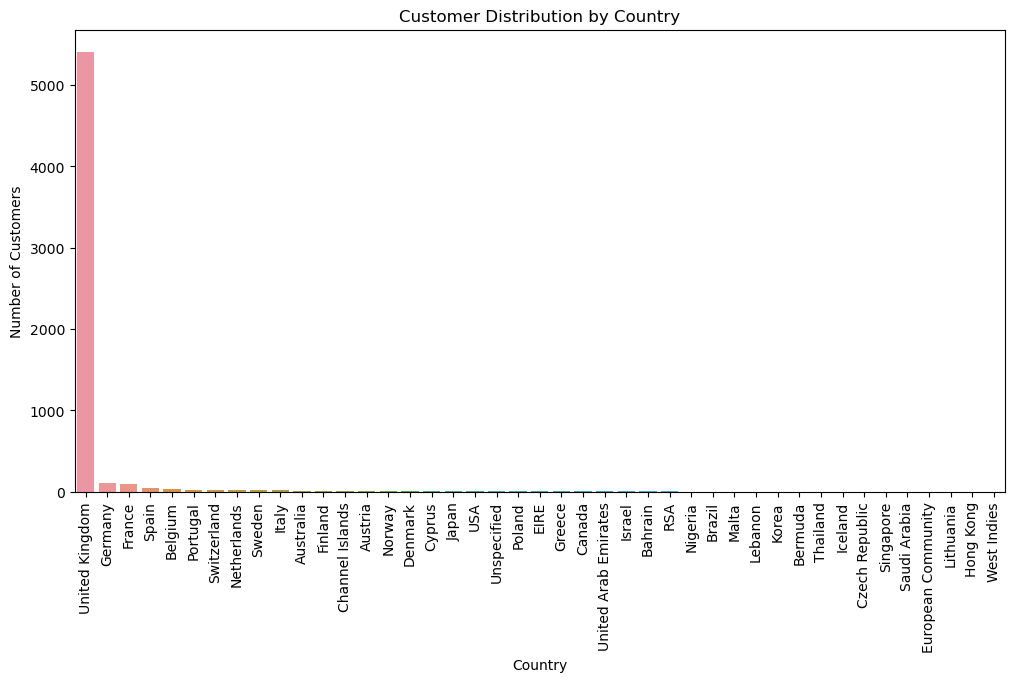 Customer Distribution by Country
Number of Customers
5000
4000
3000
2000
1000
0
United Kingdom
Germany
France
Spain
Belgium
Portugal
Switzerland
Netherlands
Sweden
Italy
Australia
Finland
Channel Islands
Austria
Norway
Denmark
Cyprus
Japan
USA
Unspecified
Poland
EIRE
Greece
Canada
United Arab Emirates
Israel
Bahrain
RSA
Nigeria
Brazil
Malta
Lebanon
Korea
Bermuda
Thailand
Iceland
Czech Republic
Singapore
Saudi Arabia
European Community
Lithuania
Hong Kong
West Indies
Country